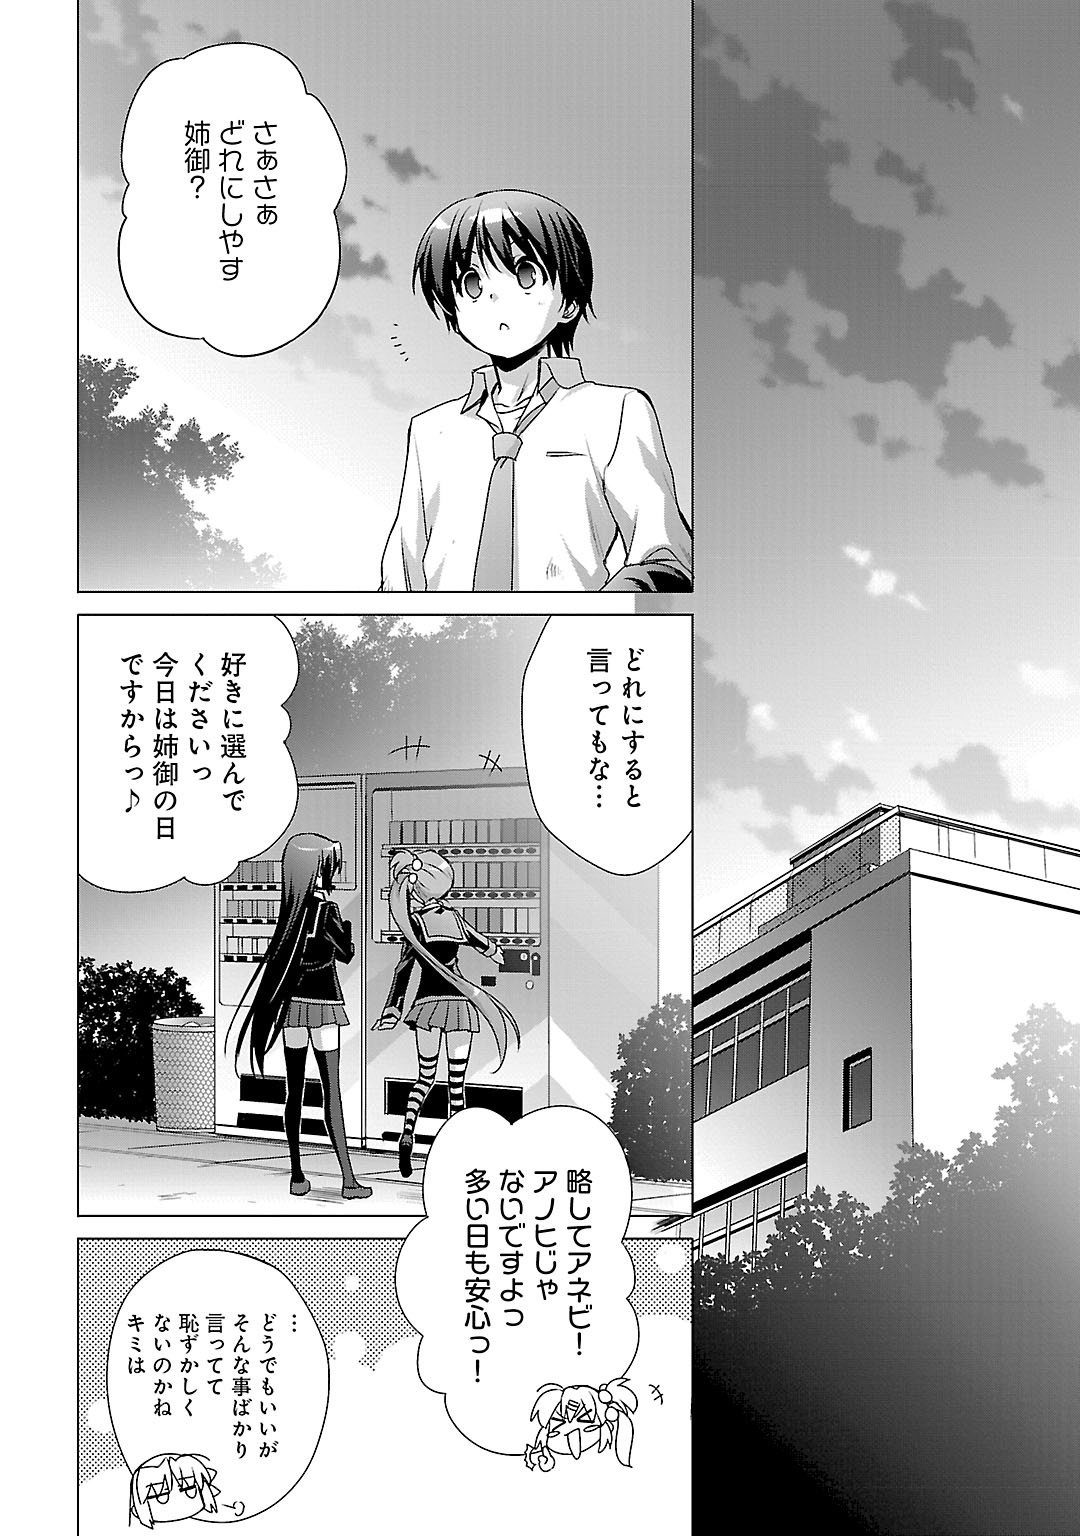 さぁさぁ
どれにしやす
姉御？
どれにすると
言ってもな…
好きに選んで
くださいっ
今日は姉御の日
ですからっ♪
略してアネビ！
アノヒじゃ
ないですよっ
多い日も安心っ！
…
どうでもいいが
そんな事ばかり
言ってて
恥ずかしく
ないのかね
キミは